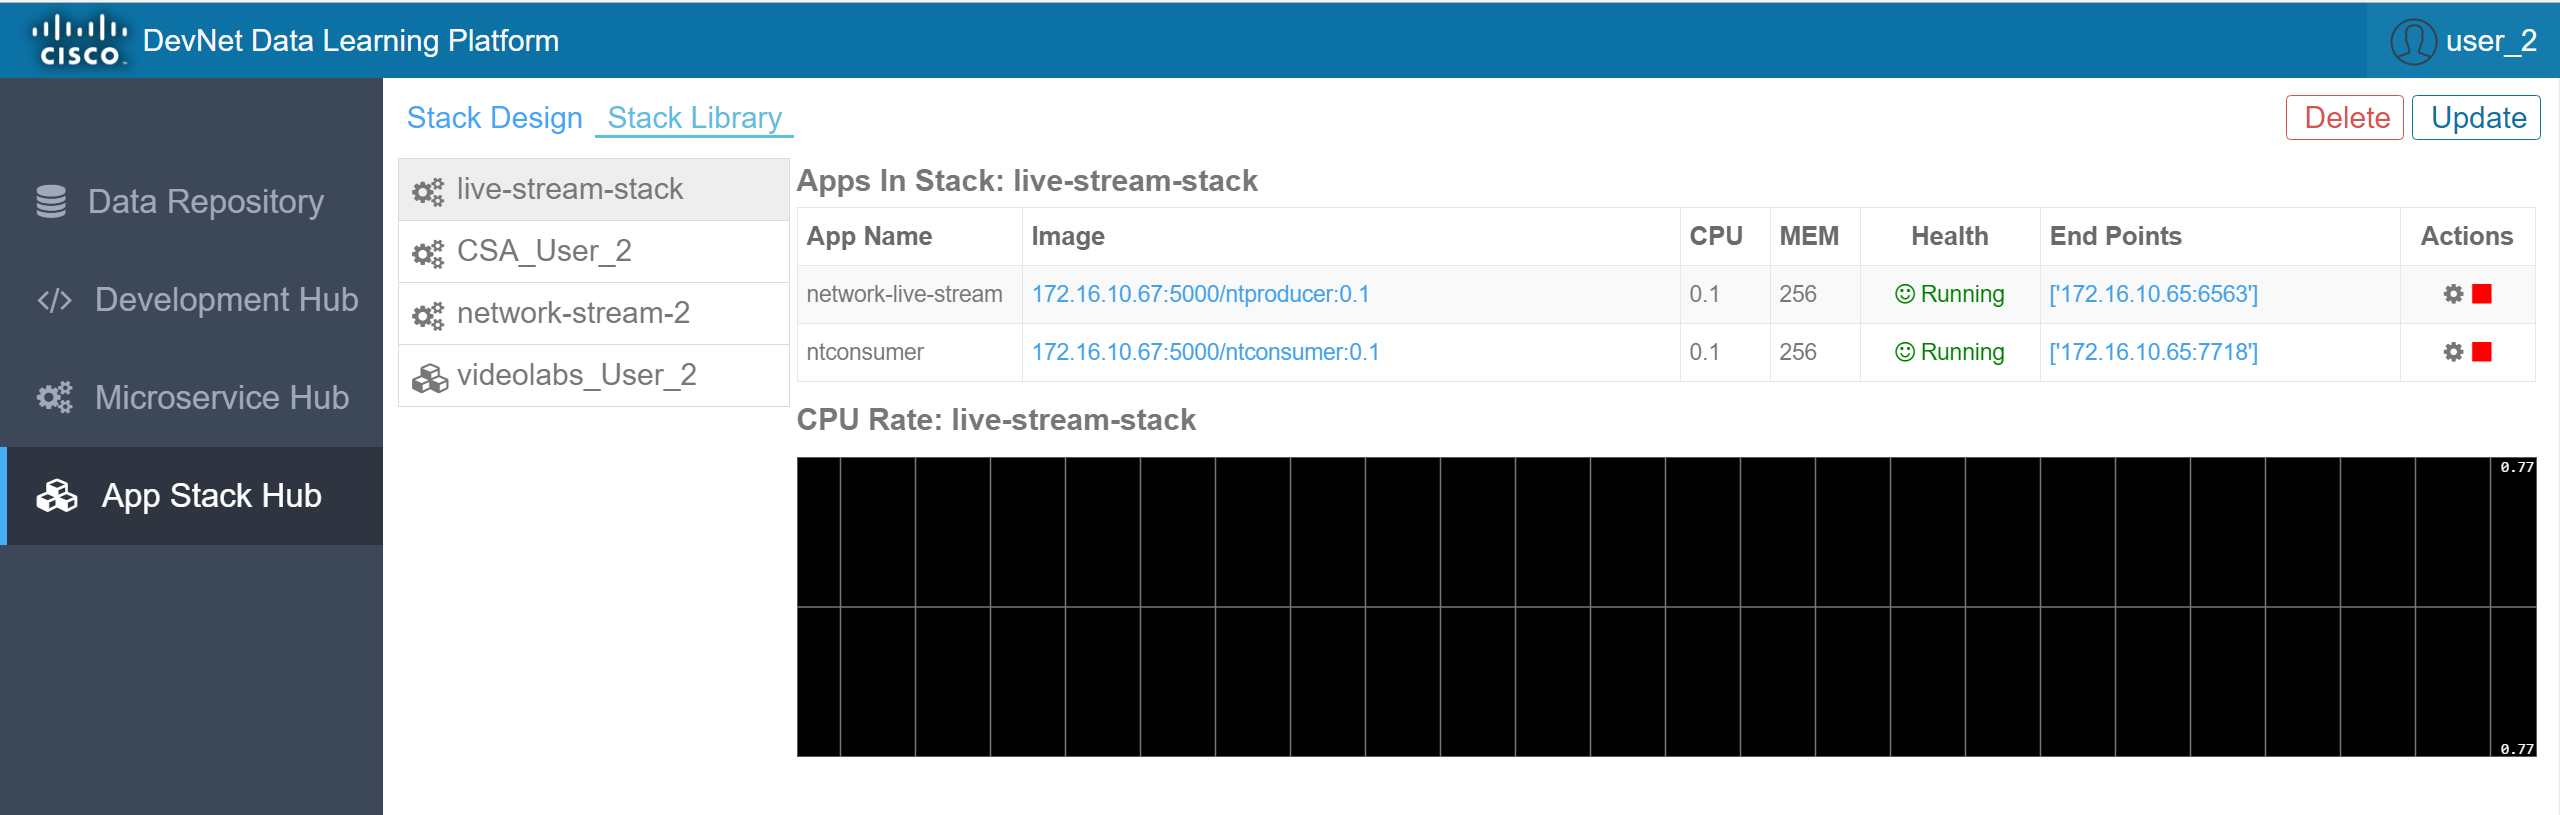 CISCO DevNet Data Learning Platform
user_2
Data Repository
Development Hub
Microservice Hub
App Stack Hub
Stack Design Stack Library
Delete Update
live-stream-stack
CSA_User_2
network-stream-2
videolabs_User_2
Apps In Stack: live-stream-stack
App Name Image CPU MEM Health End Points Actions
network-live-stream 172.16.10.67:5000/ntproducer:0.1 0.1 256 Running ['172.16.10.65:6563']
ntconsumer 172.16.10.67:5000/ntconsumer:0.1 0.1 256 Running ['172.16.10.65:7718']
CPU Rate: live-stream-stack
0.77
0.77